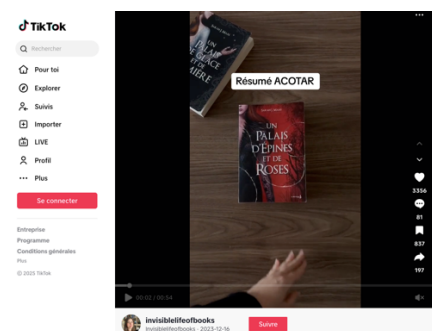 TikTok
Rechercher
Pour toi
Explorer
Suivis
Importer
LIVE
Profil
Plus
Se connecter
Entreprise
Programme
Conditions générales
Plus
© 2025 TikTok
UN
PALAIS
DE GLACE
ET DE
Résumé ACOTAR
UN
PALAIS
D'ÉPINES
ET DE
ROSES
3356
81
837
197
00:02 / 00:54
invisiblelifeofbooks
invisiblelifeofbooks · 2023-12-16
Suivre